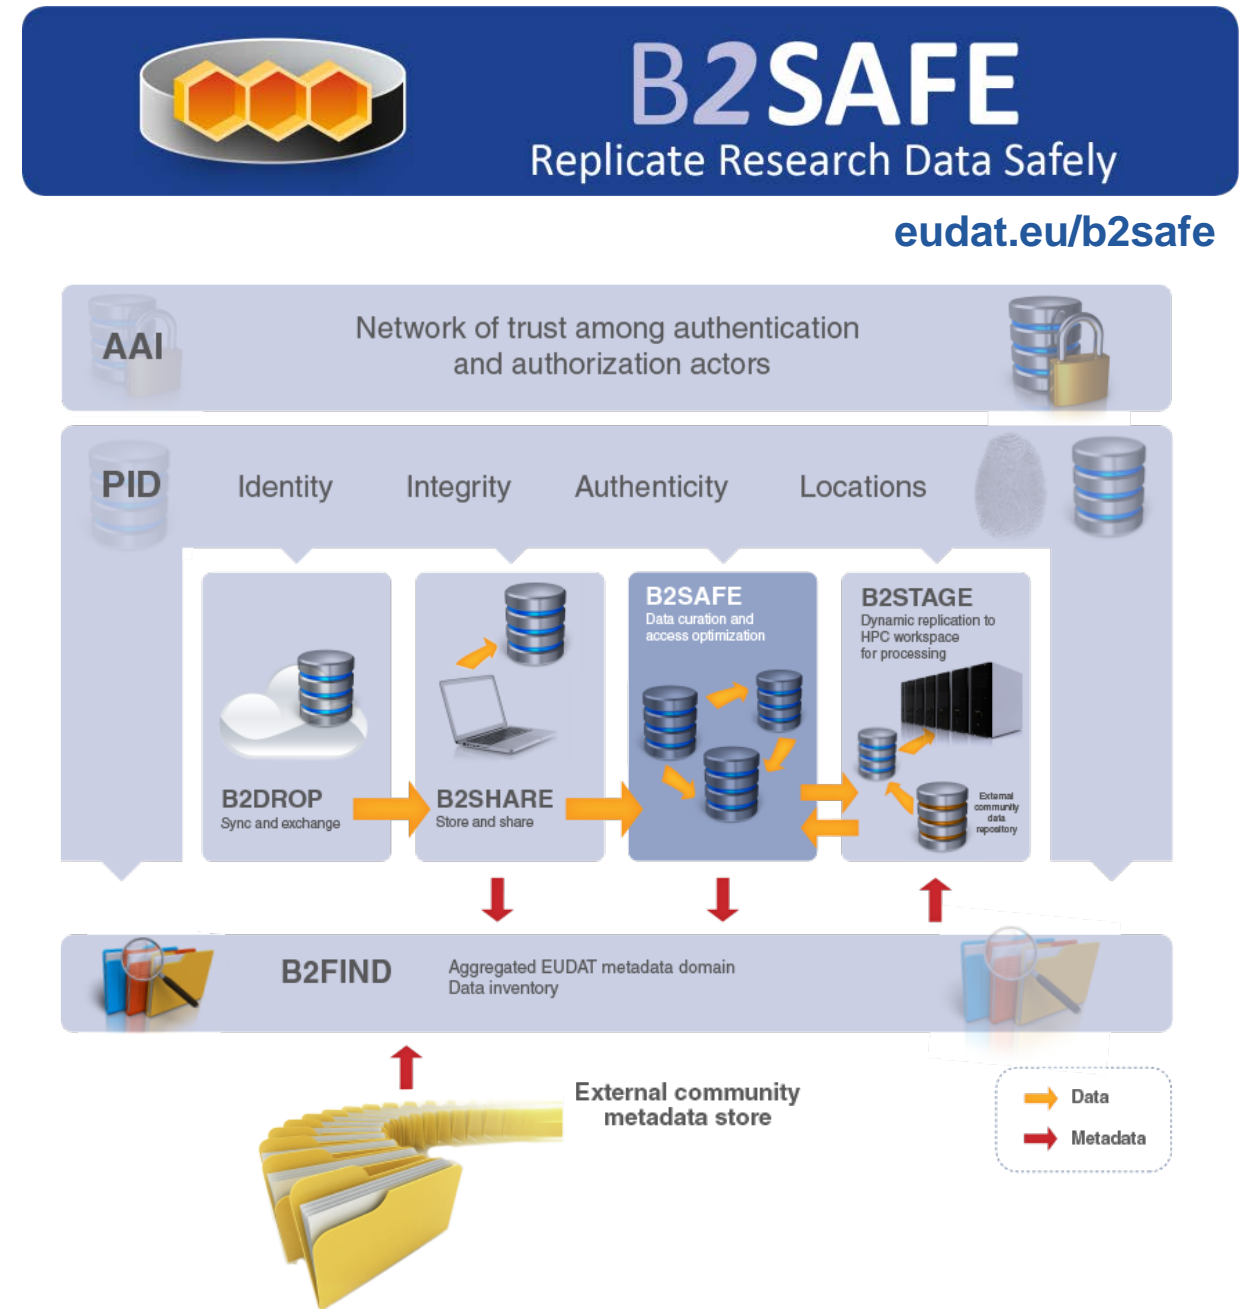 B2SAFE
Replicate Research Data Safely
eudat.eu/b2safe
AAI
Network of trust among authentication
and authorization actors
PID
Identity
Integrity
Authenticity
Locations
B2DROP
Sync and exchange
B2SHARE
Store and share
B2SAFE
Data curation and
access optimization
B2STAGE
Dynamic replication to
HPC workspace
for processing
External
community
data
repository
B2FIND
Aggregated EUDAT metadata domain
Data inventory
External community
metadata store
Data
Metadata